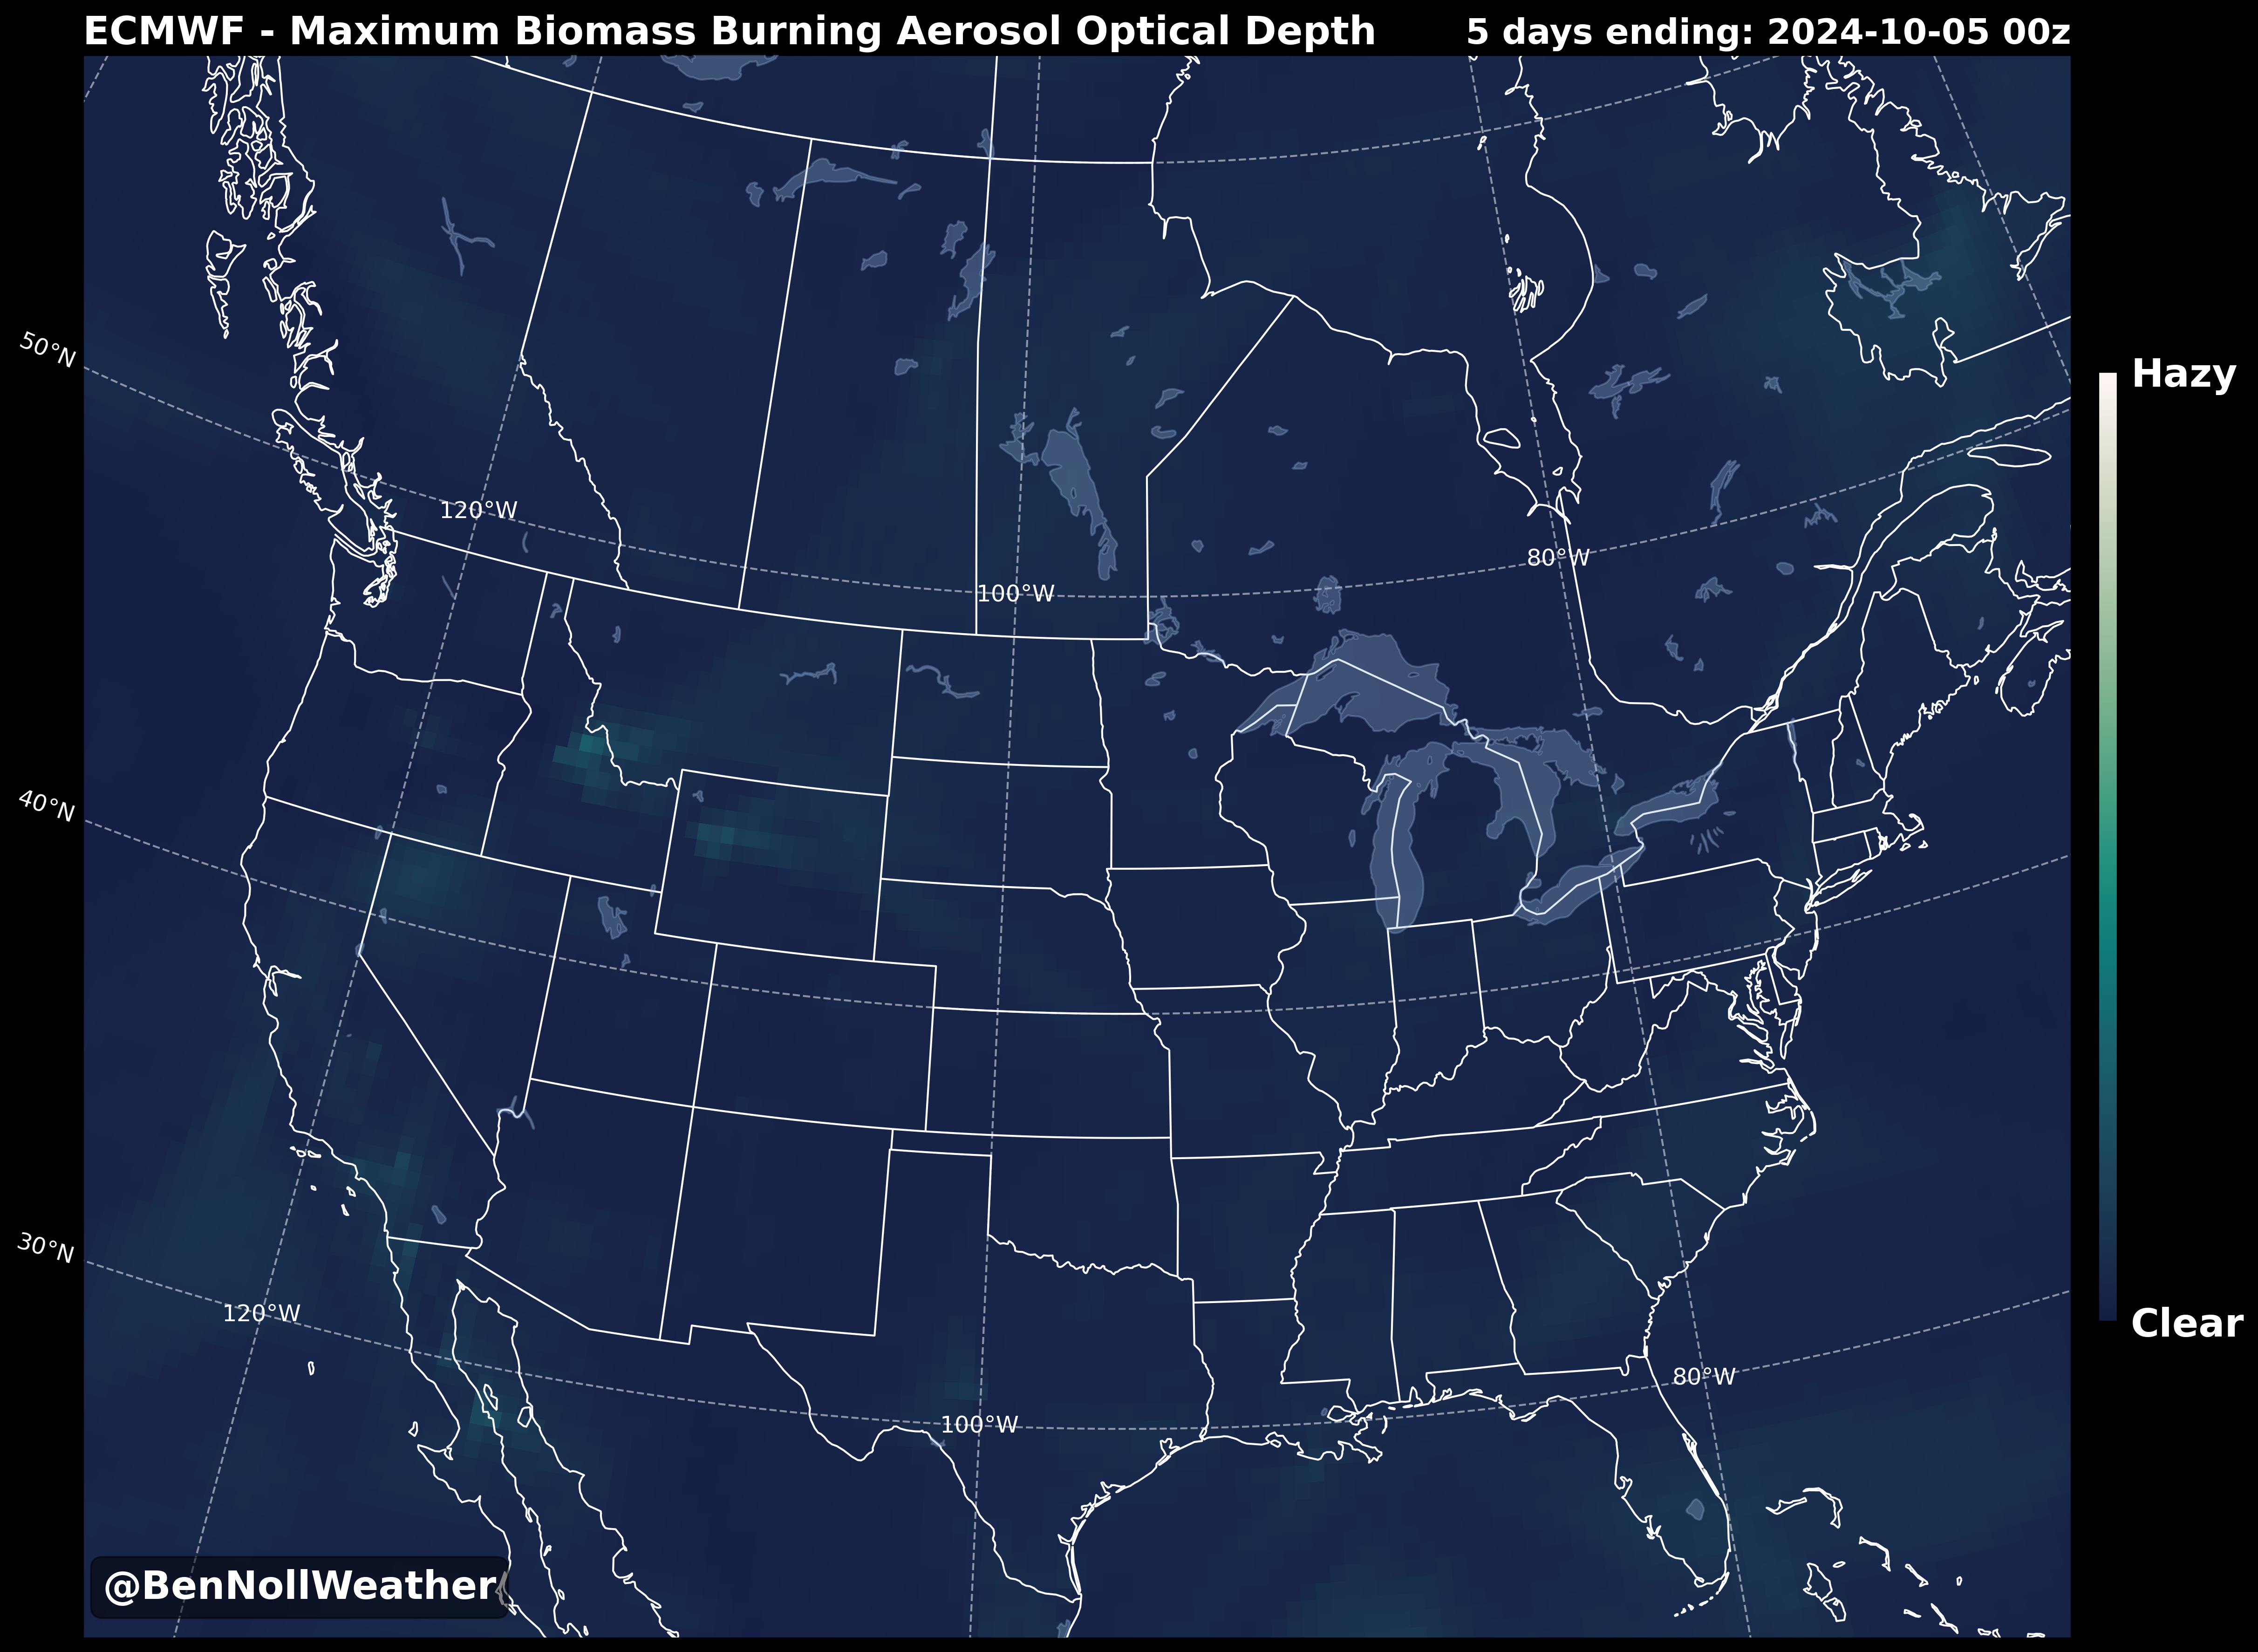 ECMWF - Maximum Biomass Burning Aerosol Optical Depth
5 days ending: 2024-10-05 00z
50°N
Hazy
120°W
80°W
100°W
40°N
30°N
120°W
Clear
80°W
100°W
@BenNollWeather